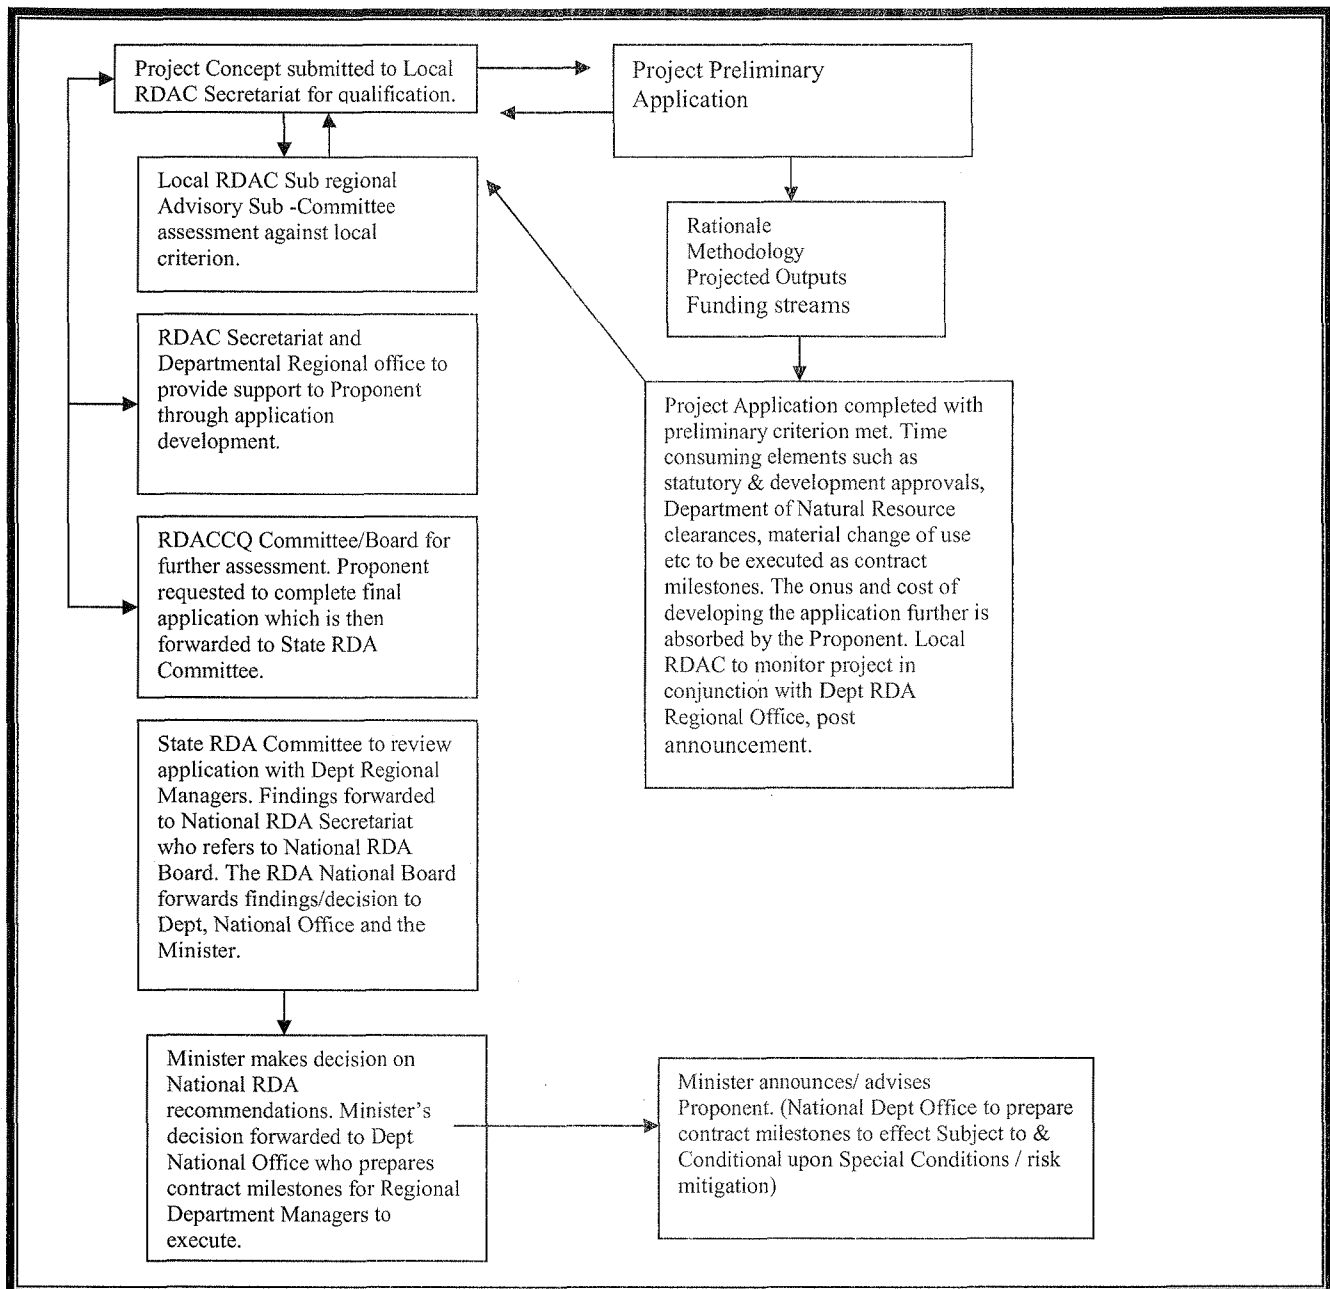 Project Concept submitted to Local
RDAC Secretariat for qualification.
Project Preliminary
Application
Local RDAC Sub regional
Advisory Sub -Committee
assessment against local
criterion.
Rationale
Methodology
Projected Outputs
Funding streams
RDAC Secretariat and
Departmental Regional office to
provide support to Proponent
through application
development.
Project Application completed with
preliminary criterion met. Time
consuming elements such as
statutory & development approvals,
Department of Natural Resource
clearances, material change of use
etc to be executed as contract
milestones. The onus and cost of
developing the application further is
absorbed by the Proponent. Local
RDAC to monitor project in
conjunction with Dept RDA
Regional Office, post
announcement.
RDACCQ Committee/Board for
further assessment. Proponent
requested to complete final
application which is then
forwarded to State RDA
Committee.
State RDA Committee to review
application with Dept Regional
Managers. Findings forwarded
to National RDA Secretariat
who refers to National RDA
Board. The RDA National Board
forwards findings/decision to
Dept, National Office and the
Minister.
Minister makes decision on
National RDA
recommendations. Minister's
decision forwarded to Dept
National Office who prepares
contract milestones for Regional
Department Managers to
execute.
Minister announces/ advises
Proponent. (National Dept Office to prepare
contract milestones to effect Subject to &
Conditional upon Special Conditions / risk
mitigation)